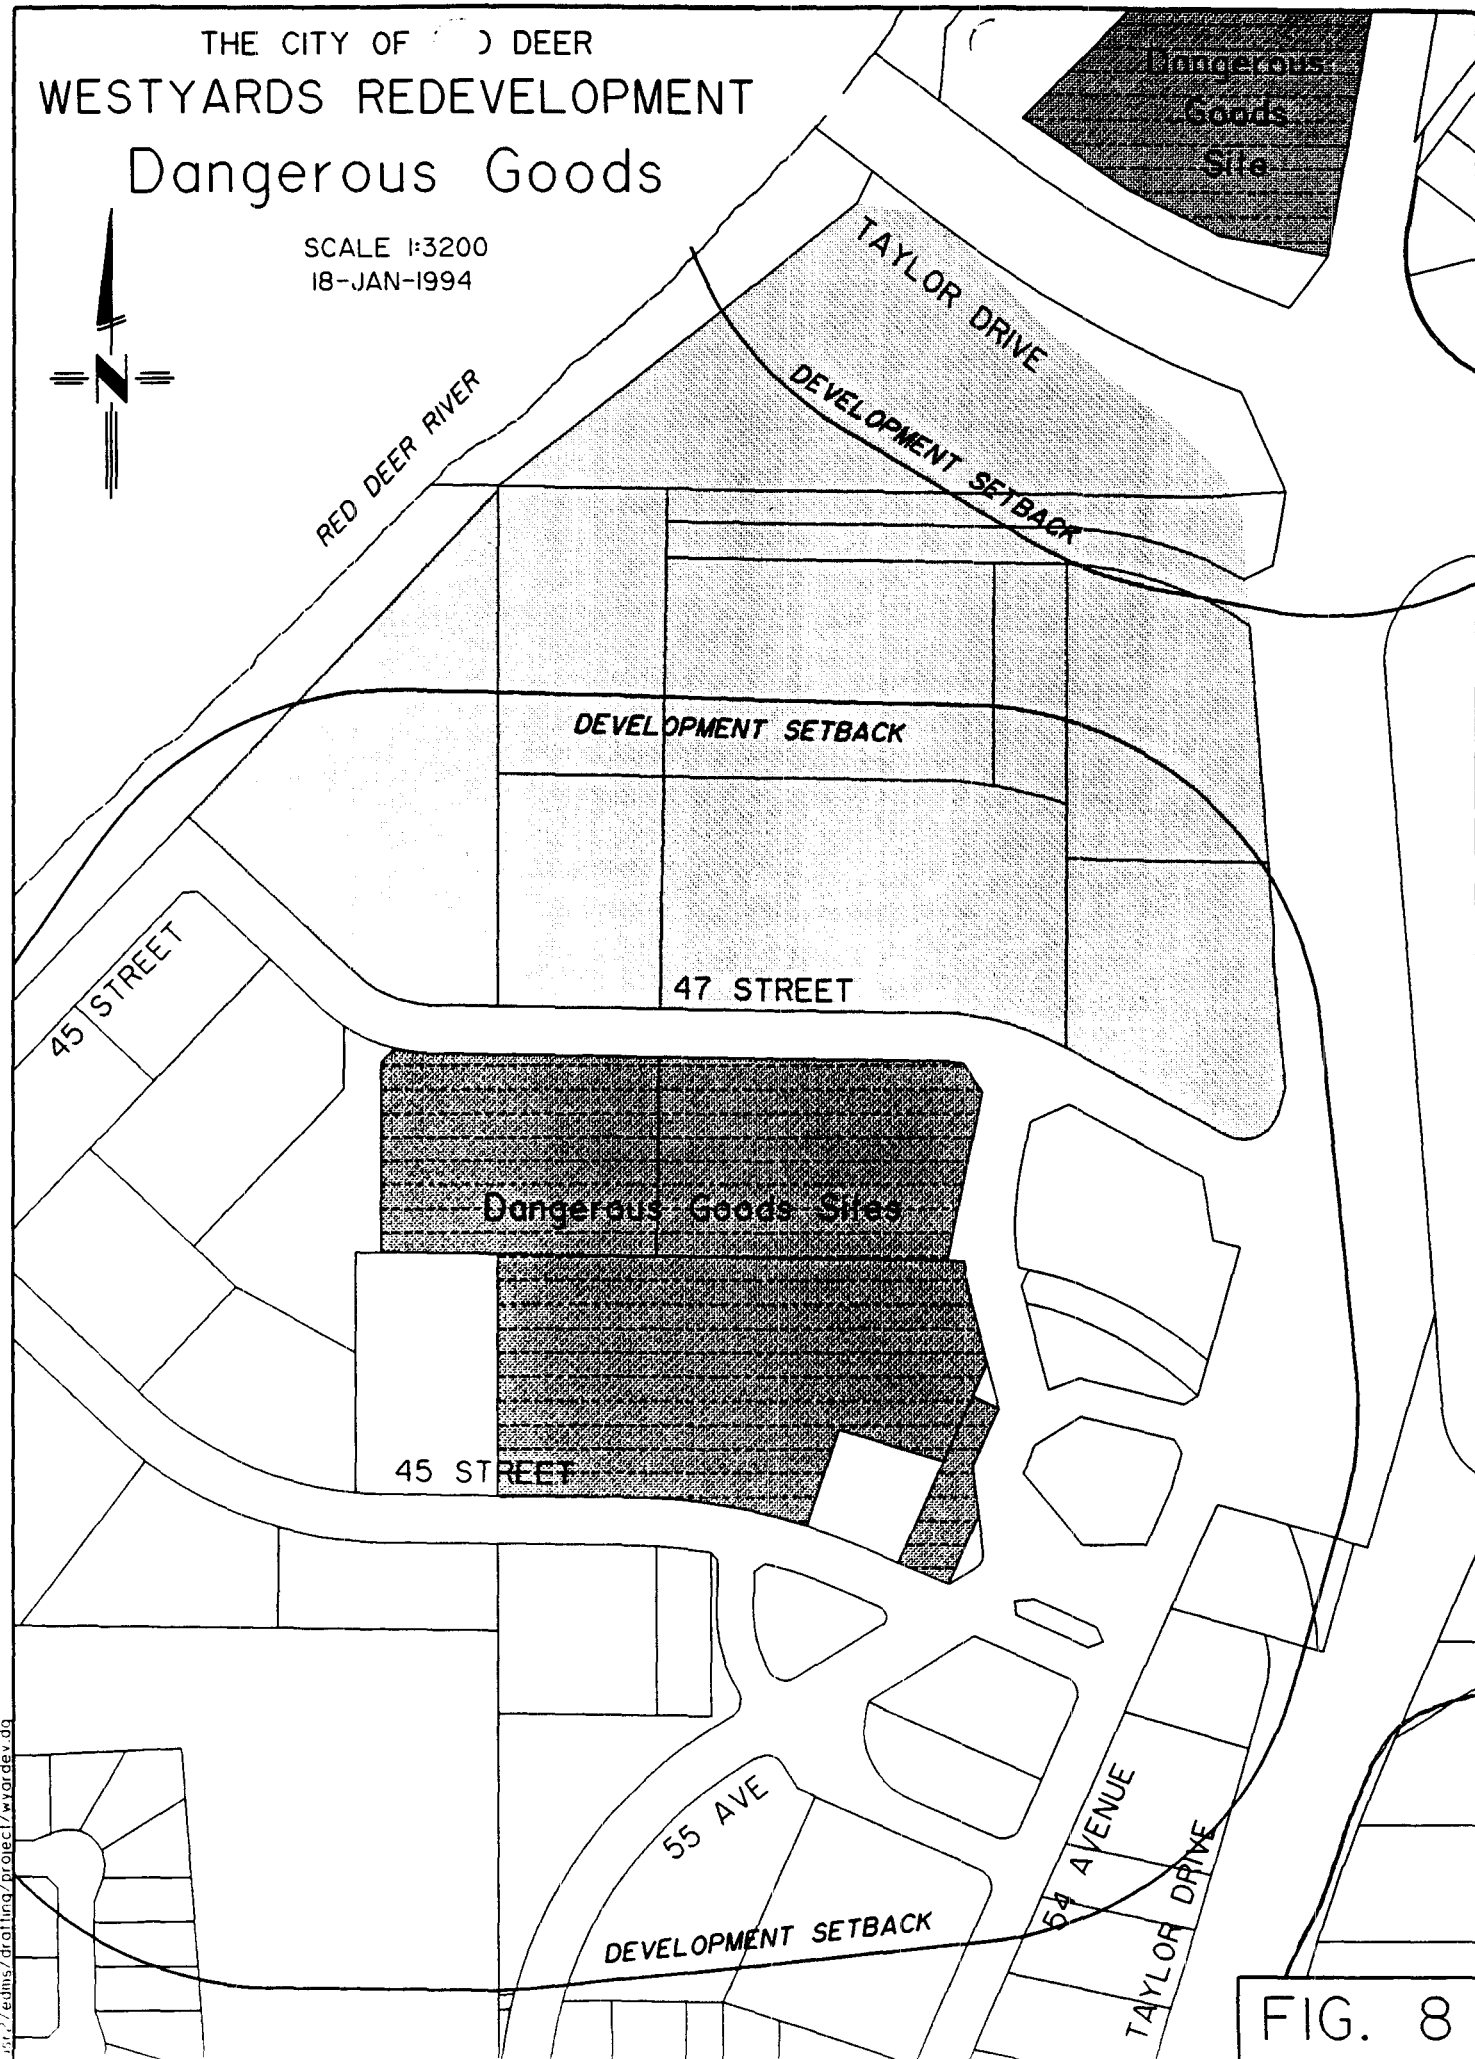 THE CITY OF DEER
WESTYARDS REDEVELOPMENT
Dangerous Goods
SCALE 1:3200
18-JAN-1994
N
Dangerous
Goods
Site
TAYLOR DRIVE
DEVELOPMENT SETBACK
RED DEER RIVER
DEVELOPMENT SETBACK
47 STREET
45 STREET
Dangerous Goods Sites
45 STREET
55 AVE
54 AVENUE
TAYLOR DRIVE
DEVELOPMENT SETBACK
FIG. 8